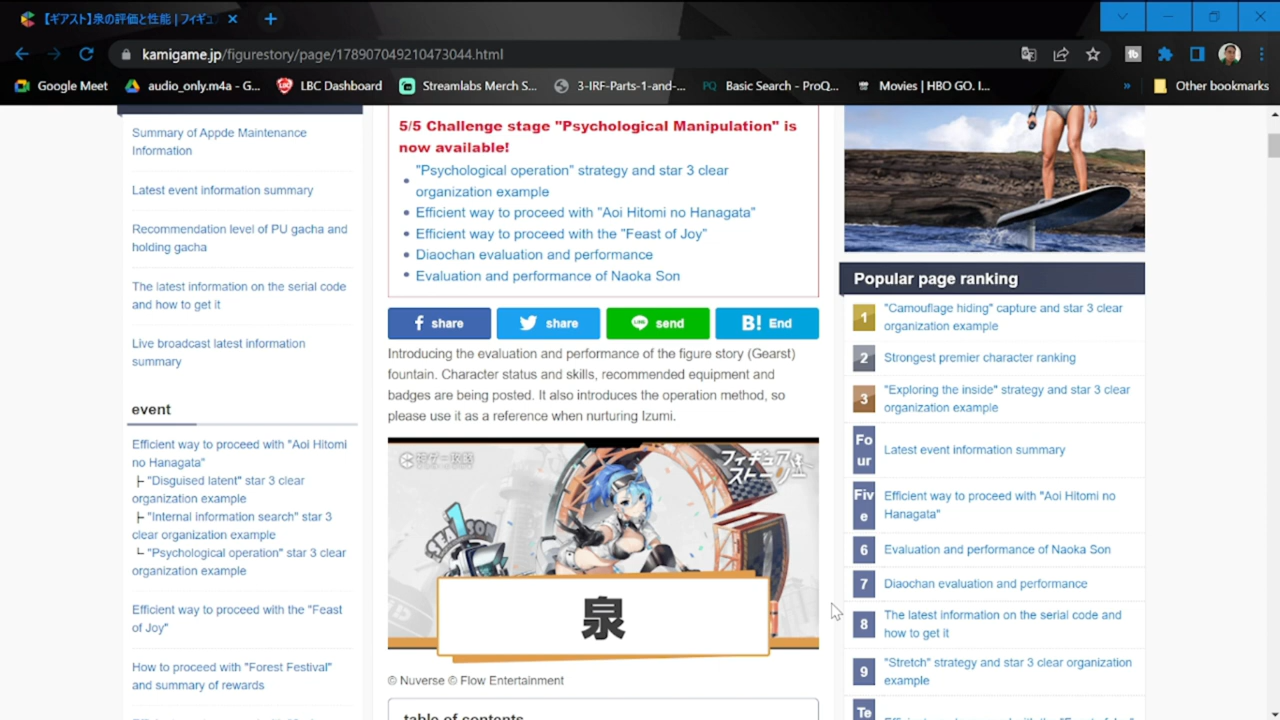 【ギアスト】泉の評価と性能 | フィギュ
kamigame.jp/figurestory/page/178907049210473044.html
Google Meet
audio_only.m4a - G...
LBC Dashboard
Streamlabs Merch S...
3-IRF-Parts-1-and-...
PQ Basic Search - ProQ...
Movies | HBO GO. I...
»
Other bookmarks
Summary of Appde Maintenance
Information
Latest event information summary
Recommendation level of PU gacha and
holding gacha
The latest information on the serial code
and how to get it
Live broadcast latest information
summary
event
Efficient way to proceed with "Aoi Hitomi
no Hanagata"
├ "Disguised latent" star 3 clear
organization example
├ "Internal information search" star 3
clear organization example
└ "Psychological operation" star 3 clear
organization example
Efficient way to proceed with the "Feast
of Joy"
How to proceed with "Forest Festival"
and summary of rewards
5/5 Challenge stage "Psychological Manipulation" is
now available!
"Psychological operation" strategy and star 3 clear
organization example
Efficient way to proceed with "Aoi Hitomi no Hanagata"
Efficient way to proceed with the "Feast of Joy"
Diaochan evaluation and performance
Evaluation and performance of Naoka Son
f share
share
LINE send
B! End
Introducing the evaluation and performance of the figure story (Gearst)
fountain. Character status and skills, recommended equipment and
badges are being posted. It also introduces the operation method, so
please use it as a reference when nurturing Izumi.
神ゲー攻略
フィギュア
ストーリー
1
SEASON
泉
© Nuverse © Flow Entertainment
table of contents
Popular page ranking
1 "Camouflage hiding" capture and star 3 clear
organization example
2 Strongest premier character ranking
3 "Exploring the inside" strategy and star 3 clear
organization example
Fo
ur
Latest event information summary
Fiv
e
Efficient way to proceed with "Aoi Hitomi no
Hanagata"
6 Evaluation and performance of Naoka Son
7 Diaochan evaluation and performance
8 The latest information on the serial code and
how to get it
9 "Stretch" strategy and star 3 clear organization
example
Te